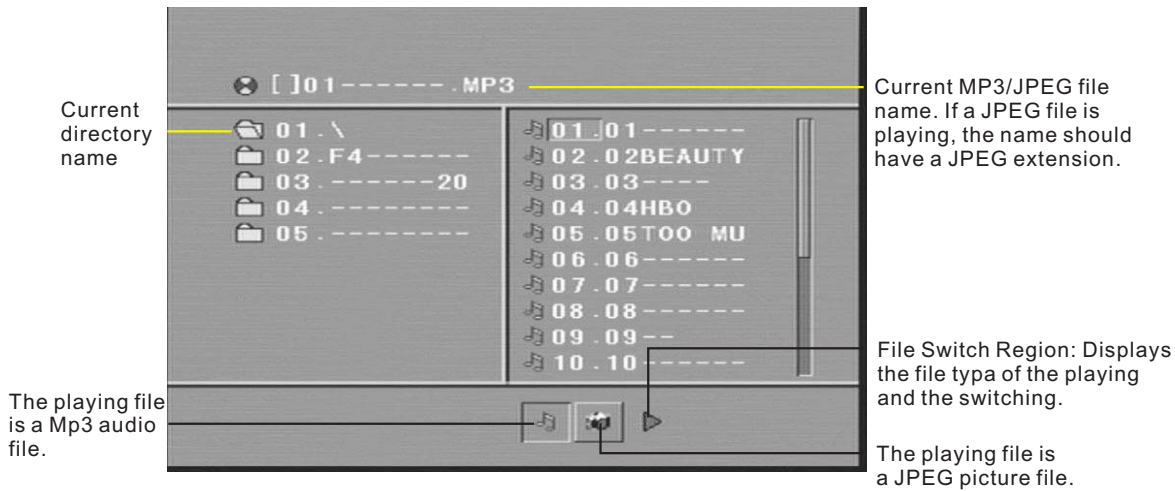 [ ]01-------.MP3
Current
directory
name
01.\
02.F4------
03.-------20
04.--------
05.--------
01.01------
02.02BEAUTY
03.03----
04.04HBO
05.05TOO MU
06.06------
07.07------
08.08------
09.09--
10.10------
Current MP3/JPEG file
name. If a JPEG file is
playing, the name should
have a JPEG extension.
File Switch Region: Displays
the file typa of the playing
and the switching.
The playing file
is a Mp3 audio
file.
The playing file is
a JPEG picture file.